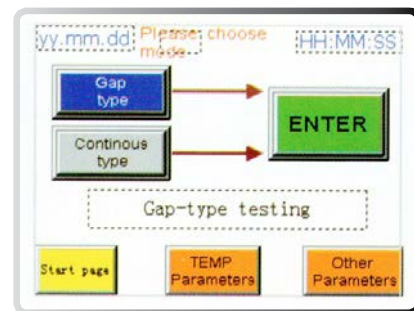 yy.mm.dd
Please choose
mode
HH:MM:SS
Gap
type
ENTER
Continous
type
Gap-type testing
Start page
TEMP
Parameters
Other
Parameters